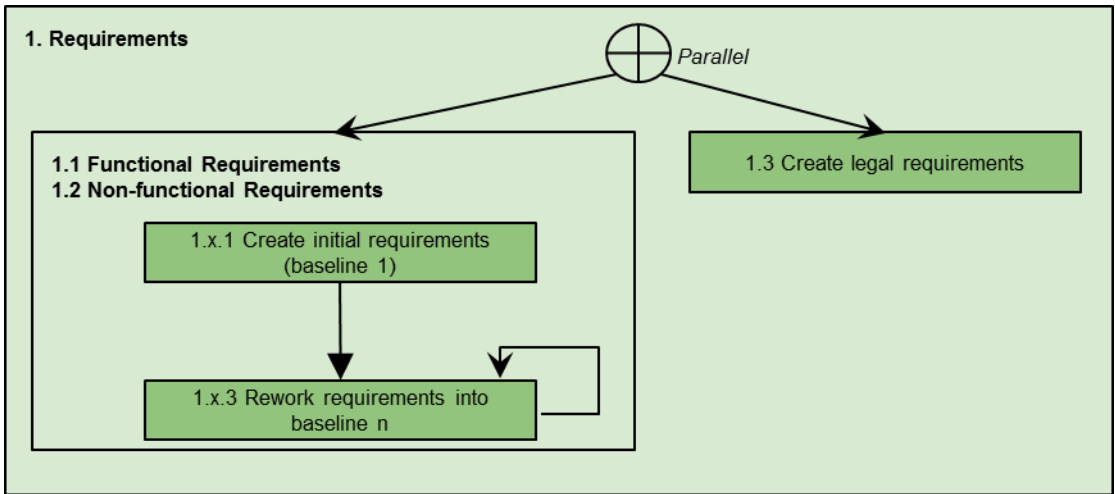 1. Requirements
Parallel
1.1 Functional Requirements
1.2 Non-functional Requirements
1.3 Create legal requirements
1.x.1 Create initial requirements
(baseline 1)
1.x.3 Rework requirements into
baseline n